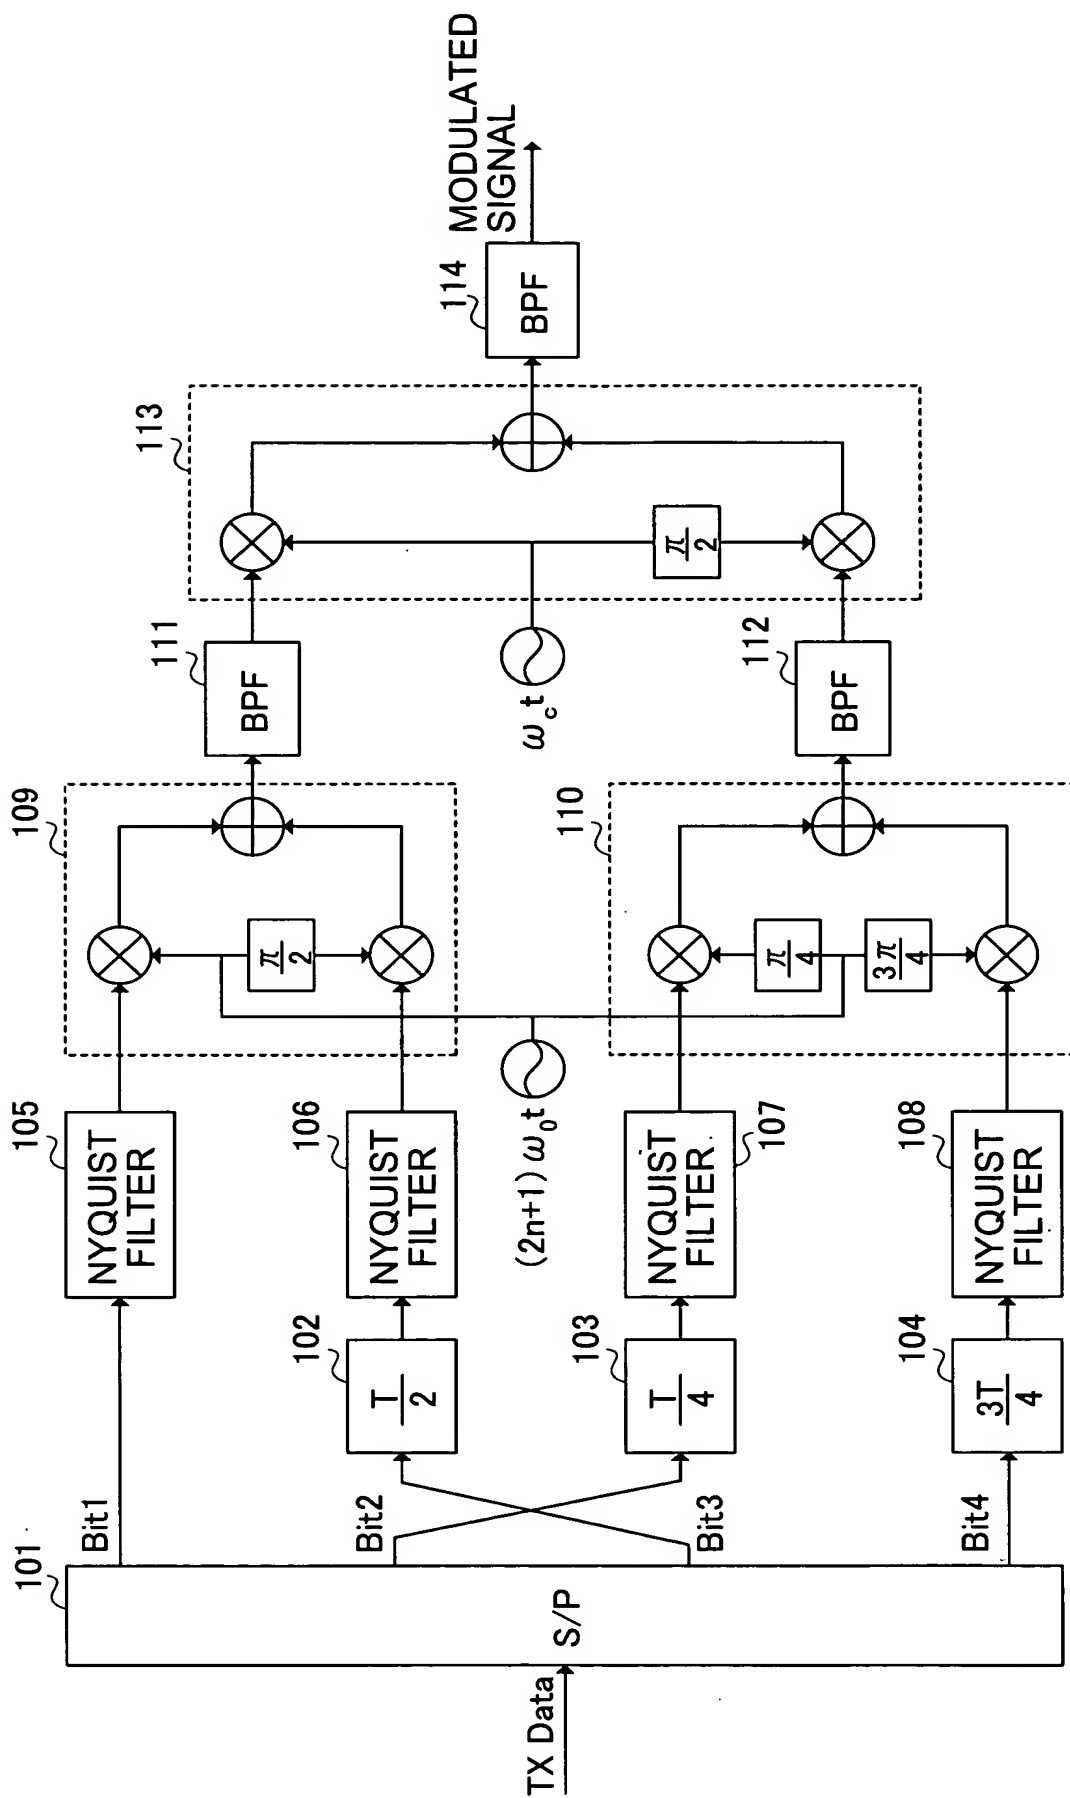 TX Data
101
S/P
Bit1
Bit2
Bit3
Bit4
102
T
2
103
T
4
104
3T
4
105
NYQUIST
FILTER
106
NYQUIST
FILTER
107
NYQUIST
FILTER
108
NYQUIST
FILTER
(2n+1) ω0t
109
π
2
110
π
4
3π
4
111
BPF
112
BPF
ωc t
113
π
2
114
BPF
MODULATED
SIGNAL